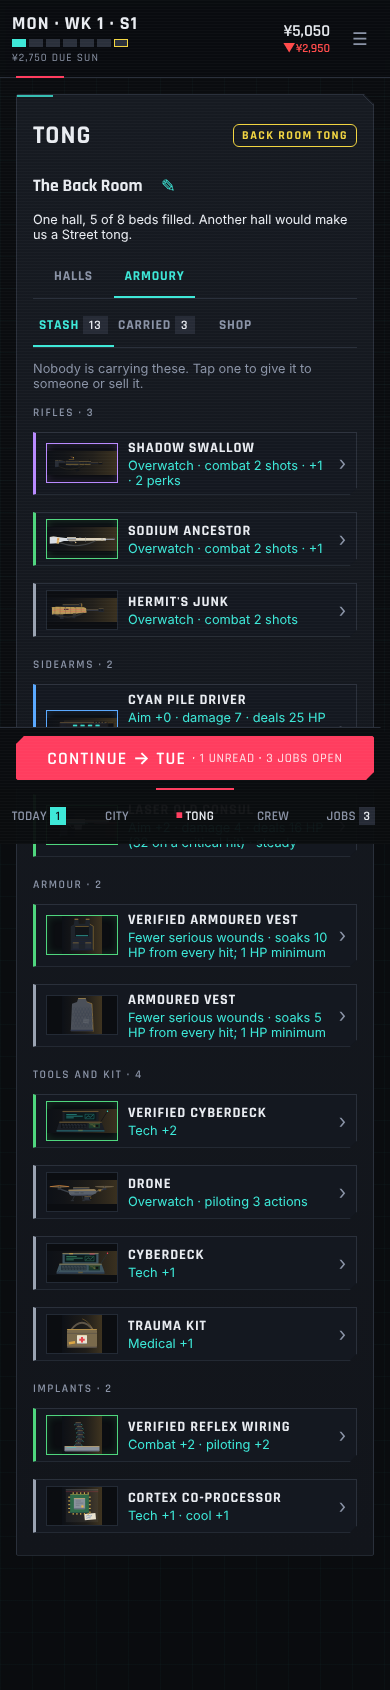 MON · WK 1 · S1
¥5,050
▼¥2,950
☰
¥2,750 DUE SUN
TONG
BACK ROOM TONG
The Back Room ✎
One hall, 5 of 8 beds filled. Another hall would make
us a Street tong.
HALLS ARMOURY
STASH 13 CARRIED 3 SHOP
Nobody is carrying these. Tap one to give it to
someone or sell it.
RIFLES · 3
SHADOW SWALLOW
Overwatch · combat 2 shots · +1
· 2 perks
SODIUM ANCESTOR
Overwatch · combat 2 shots · +1
HERMIT'S JUNK
Overwatch · combat 2 shots
SIDEARMS · 2
CYAN PILE DRIVER
Aim +0 · damage 7 · deals 25 HP
CONTINUE → TUE · 1 UNREAD · 3 JOBS OPEN
TODAY 1 CITY TONG CREW JOBS 3
(32 on a critical hit) · steady
ARMOUR · 2
VERIFIED ARMOURED VEST
Fewer serious wounds · soaks 10
HP from every hit; 1 HP minimum
ARMOURED VEST
Fewer serious wounds · soaks 5
HP from every hit; 1 HP minimum
TOOLS AND KIT · 4
VERIFIED CYBERDECK
Tech +2
DRONE
Overwatch · piloting 3 actions
CYBERDECK
Tech +1
TRAUMA KIT
Medical +1
IMPLANTS · 2
VERIFIED REFLEX WIRING
Combat +2 · piloting +2
CORTEX CO-PROCESSOR
Tech +1 · cool +1